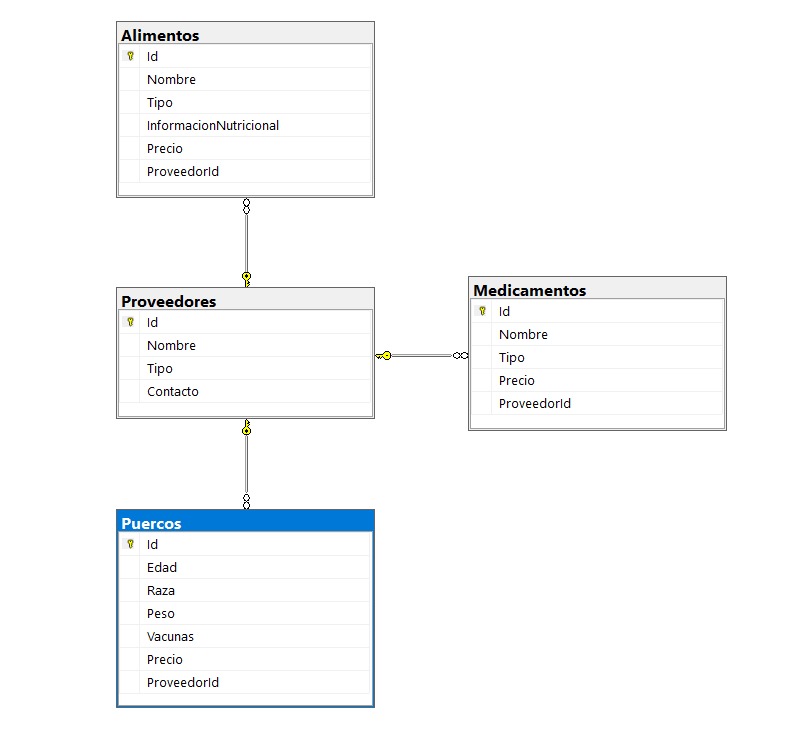 Alimentos
Id
Nombre
Tipo
InformacionNutricional
Precio
ProveedorId
Proveedores
Id
Nombre
Tipo
Contacto
Medicamentos
Id
Nombre
Tipo
Precio
ProveedorId
Puercos
Id
Edad
Raza
Peso
Vacunas
Precio
ProveedorId